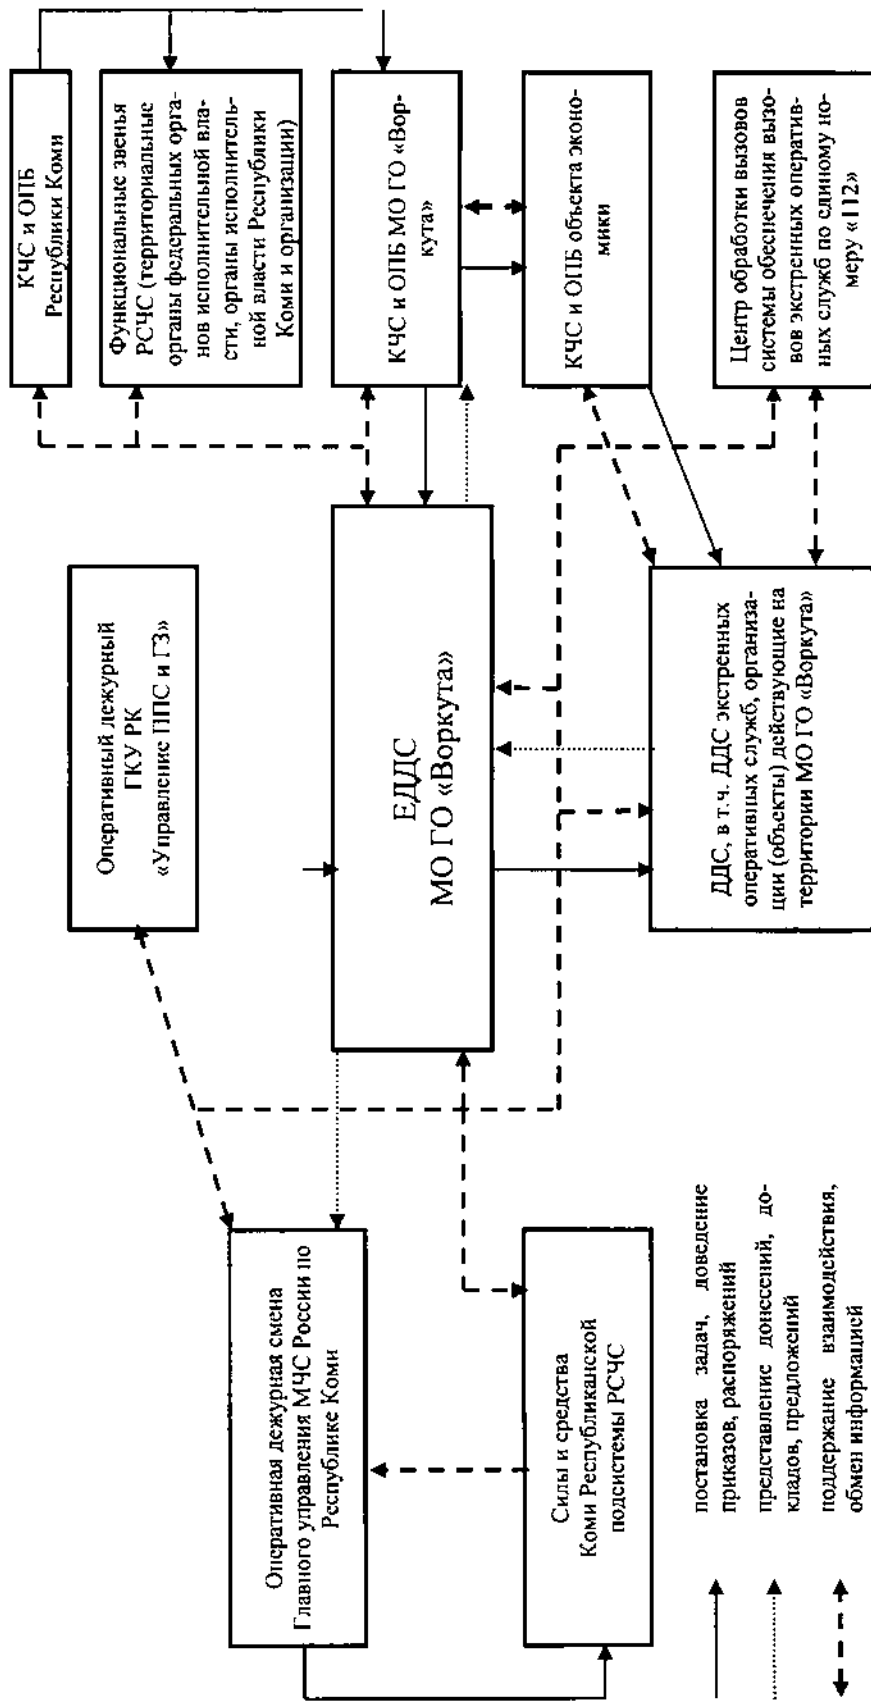 КЧС и ОПБ
Республики Коми
Функциональные звенья
РСЧС (территориальные
органы федеральных орга-
нов исполнительной вла-
сти, органы исполнитель-
ной власти Республики
Коми и организации)
КЧС и ОПБ МО ГО «Вор-
кута»
КЧС и ОПБ объекта эконо-
мики
Центр обработки вызовов
системы обеспечения вызо-
вов экстренных оператив-
ных служб по единому но-
меру «112»
Оперативный дежурный
ГКУ РК
«Управление ППС и ГЗ»
ЕДДС
МО ГО «Воркута»
ДДС, в т.ч. ДДС экстренных
оперативных служб, организа-
ции (объекты) действующие на
территории МО ГО «Воркута»
Оперативная дежурная смена
Главного управления МЧС России по
Республике Коми
Силы и средства
Коми Республиканской
подсистемы РСЧС
постановка задач, доведение
приказов, распоряжений
представление донесений, до-
кладов, предложений
поддержание взаимодействия,
обмен информацией